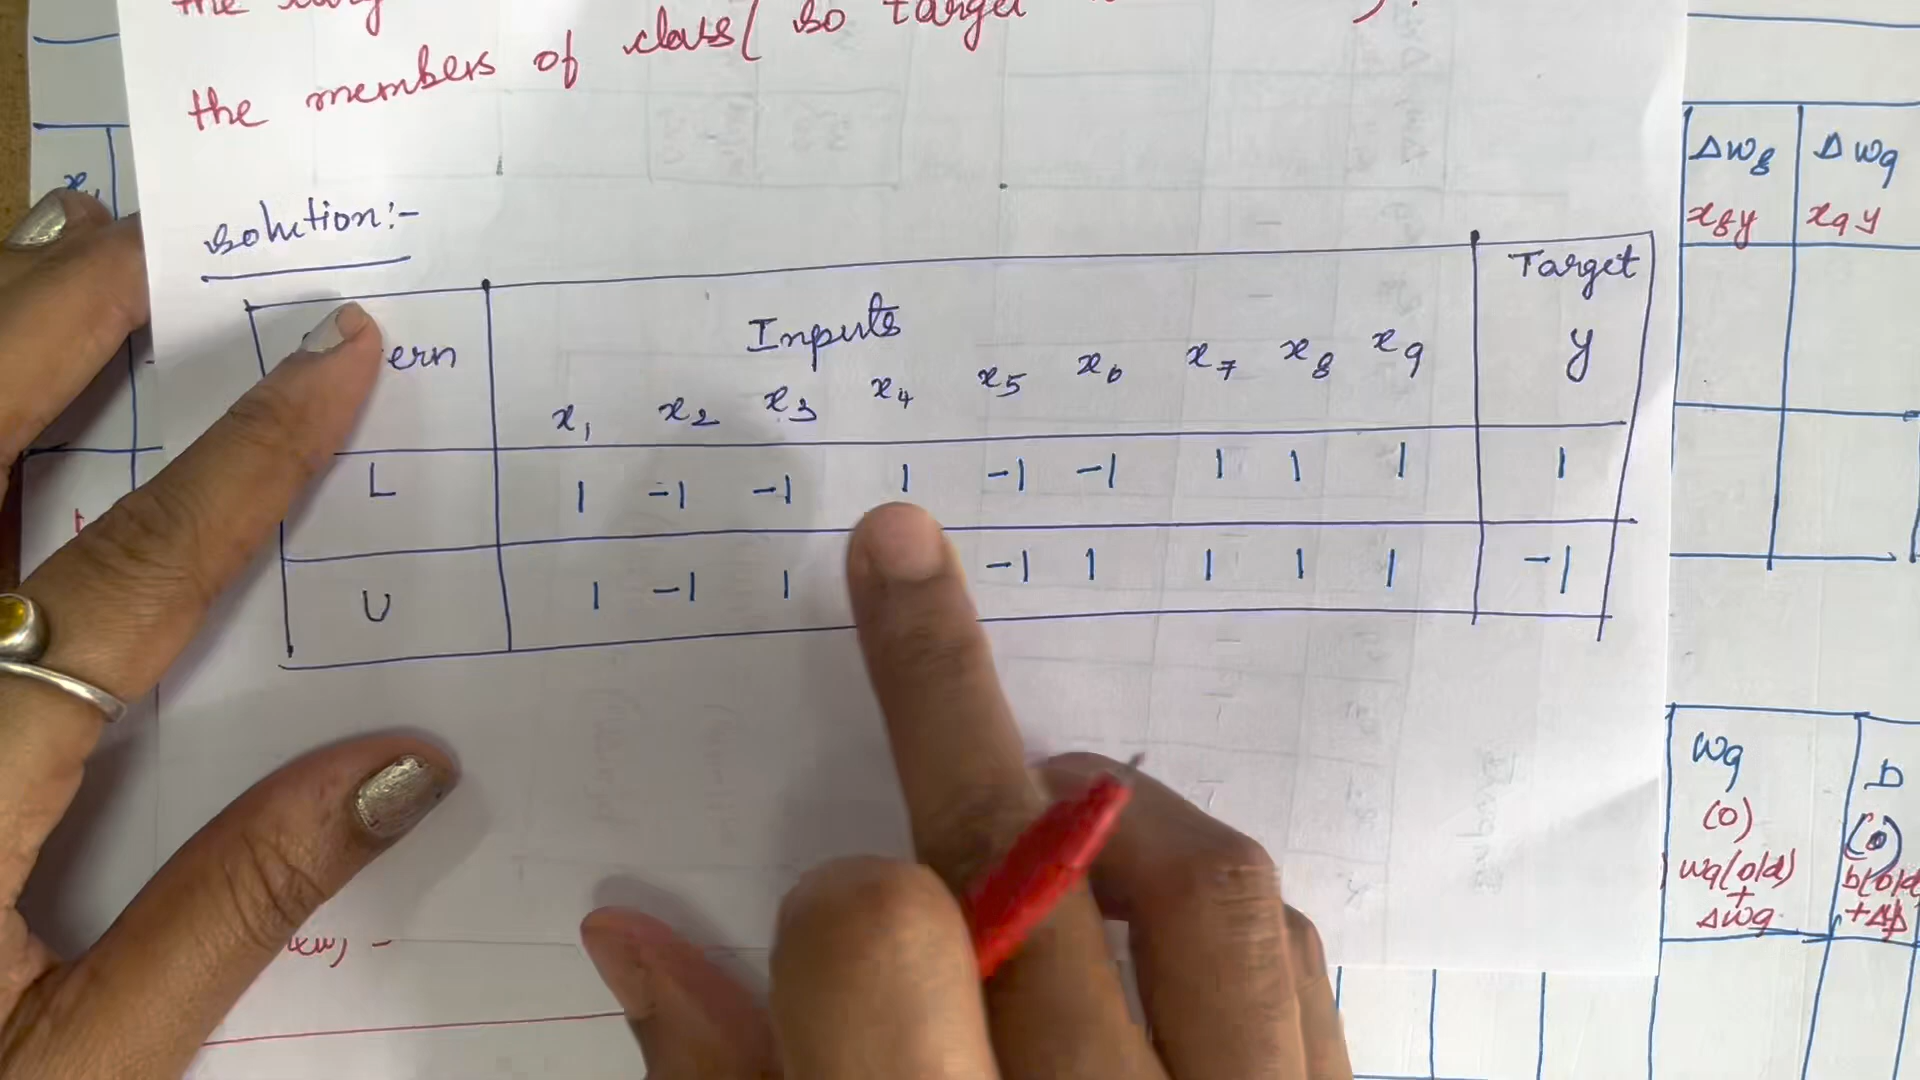 the
the members of class( so target
solution:-
ern Inputs Target
x1 x2 x3 x4 x5 x6 x7 x8 x9 y
L 1 -1 -1 1 -1 -1 1 1 1 1
U 1 -1 1 -1 1 1 1 1 -1
Δw8 Δw9
x8y x9y
w9 b
(0) (0)
w9(old) b(old
+ +Δb
Δw9